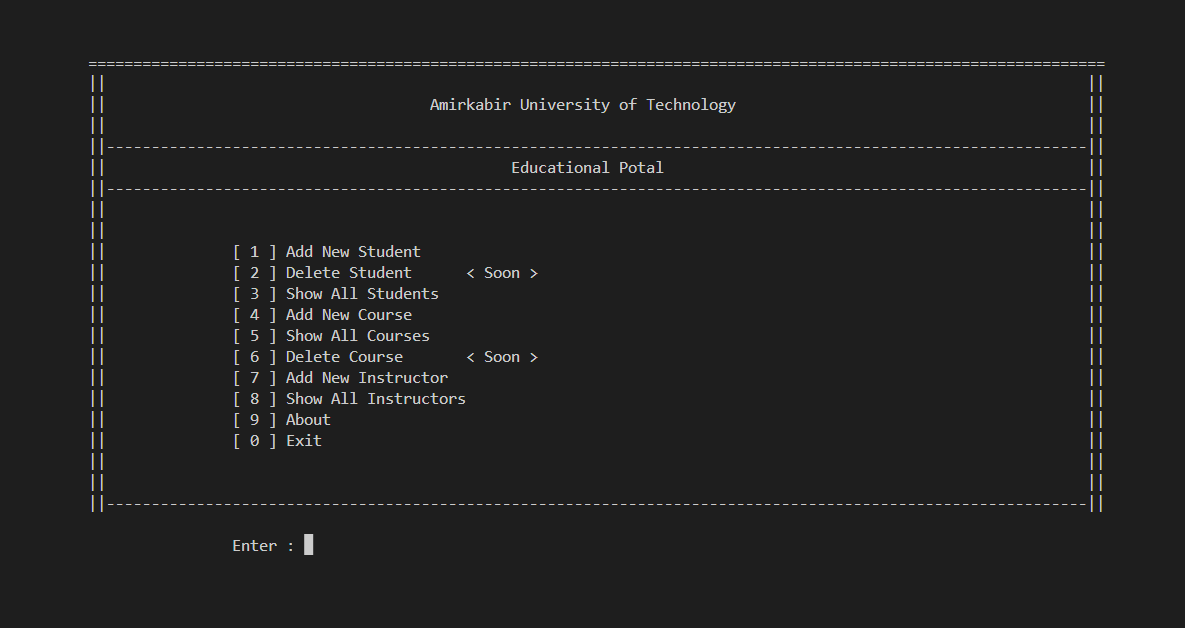 Amirkabir University of Technology
Educational Potal
[ 1 ] Add New Student
[ 2 ] Delete Student < Soon >
[ 3 ] Show All Students
[ 4 ] Add New Course
[ 5 ] Show All Courses
[ 6 ] Delete Course < Soon >
[ 7 ] Add New Instructor
[ 8 ] Show All Instructors
[ 9 ] About
[ 0 ] Exit
Enter :